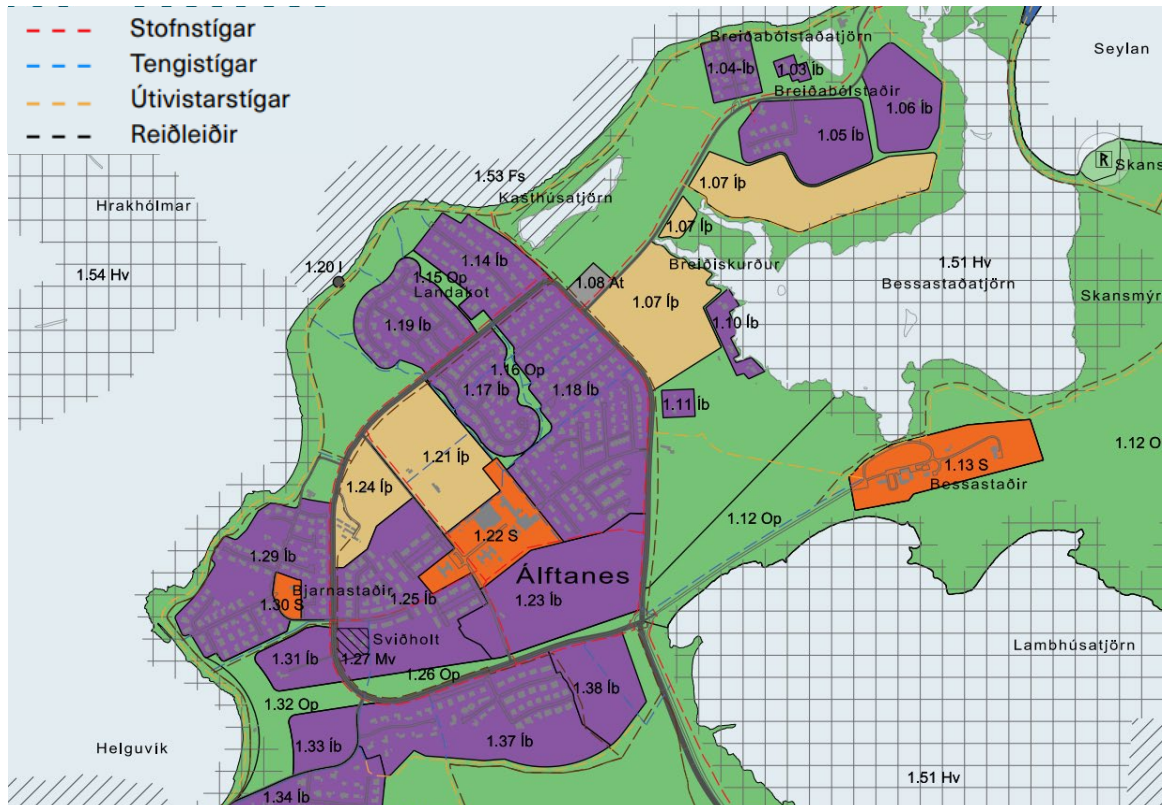 Stofnstígar
Tengistígar
Útivistarstígar
Reiðleiðir
Breiðabólstaðatjörn
Seylan
1.04-Íb
1.03 Íb
Breiðabólstaðir
1.06 Íb
1.05 Íb
1.53 Fs
1.07 Íþ
Kasthúsatjörn
Hrakhólmar
1.07 Íþ
1.14 Íb
1.54 Hv
1.20 I
1.15 Op
Landakot
1.08 At
Breiðiskurður
1.51 Hv
Bessastaðatjörn
1.07 Íþ
1.19 Íb
1.10 Íb
1.16 Op
1.17 Íb
1.18 Íb
1.11 Íb
1.21 Íþ
1.13 S
Bessastaðir
1.24 Íþ
1.12 Op
1.22 S
1.29 Íb
Álftanes
Bjarnastaðir
1.25 Íb
1.23 Íb
1.30 S
Sviðholt
Lambhúsatjörn
1.31 Íb
1.27 Mv
1.26 Op
1.38 Íb
1.32 Op
1.37 Íb
Helguvík
1.33 Íb
1.51 Hv
1.34 Íb